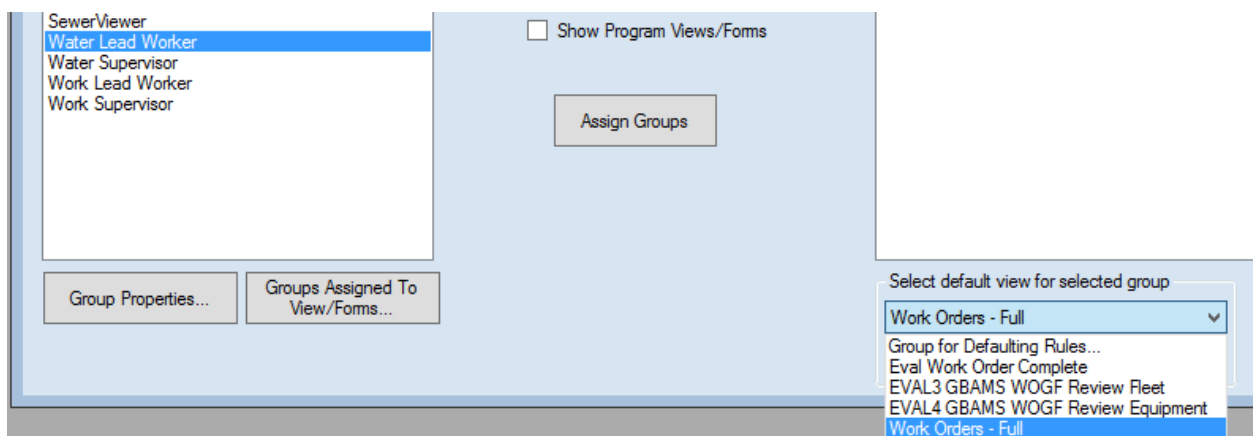 SewerViewer
Water Lead Worker
Water Supervisor
Work Lead Worker
Work Supervisor
Show Program Views/Forms
Assign Groups
Group Properties...
Groups Assigned To
View/Forms...
Select default view for selected group
Work Orders - Full
Group for Defaulting Rules...
Eval Work Order Complete
EVAL3 GBAMS WOGF Review Fleet
EVAL4 GBAMS WOGF Review Equipment
Work Orders - Full